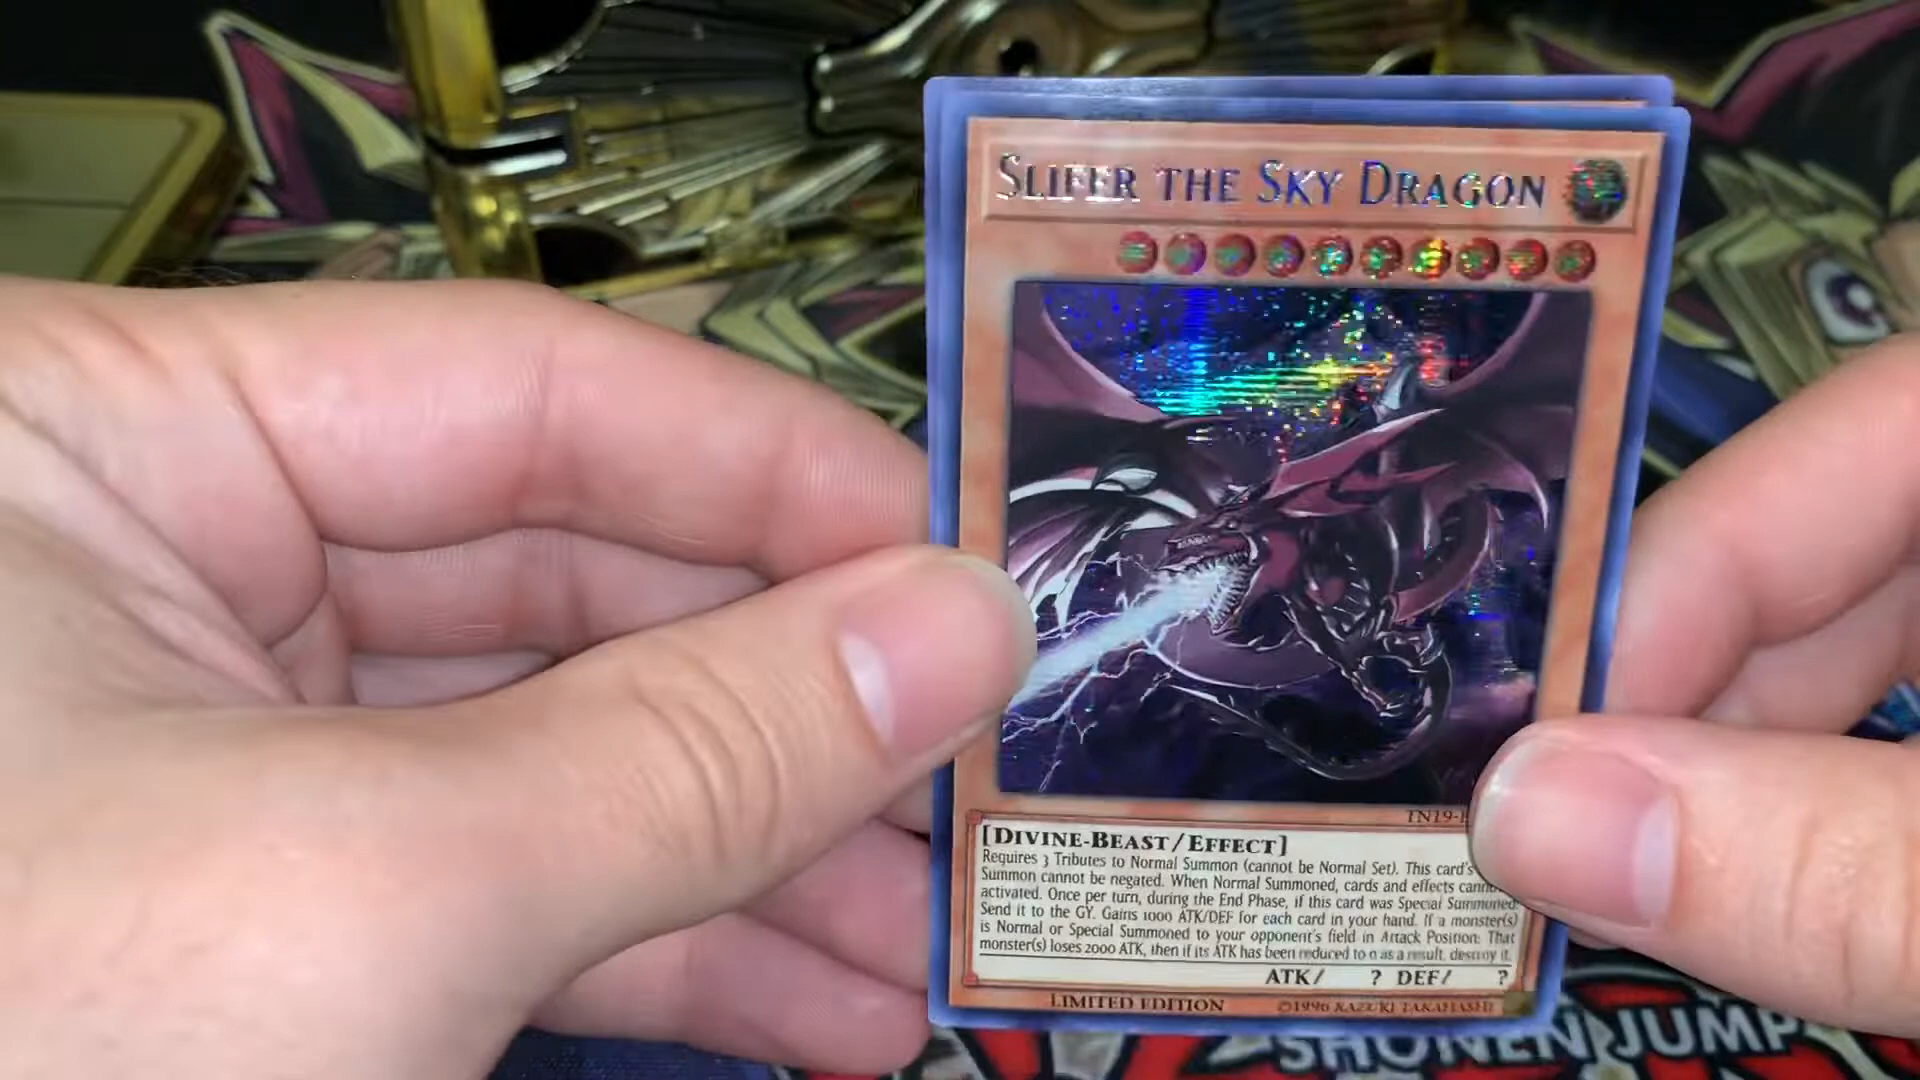 SLIFER THE SKY DRAGON
TN19-
[DIVINE-BEAST/EFFECT]
Requires 3 Tributes to Normal Summon (cannot be Normal Set). This card's
Summon cannot be negated. When Normal Summoned, cards and effects cannot
activated. Once per turn, during the End Phase, if this card was Special Summoned:
Send it to the GY. Gains 1000 ATK/DEF for each card in your hand. If a monster(s)
is Normal or Special Summoned to your opponent's field in Attack Position: That
monster(s) loses 2000 ATK, then if its ATK has been reduced to 0 as a result, destroy it.
ATK/ ? DEF/ ?
LIMITED EDITION ©1996 KAZUKI TAKAHASHI
SHONEN JUMP